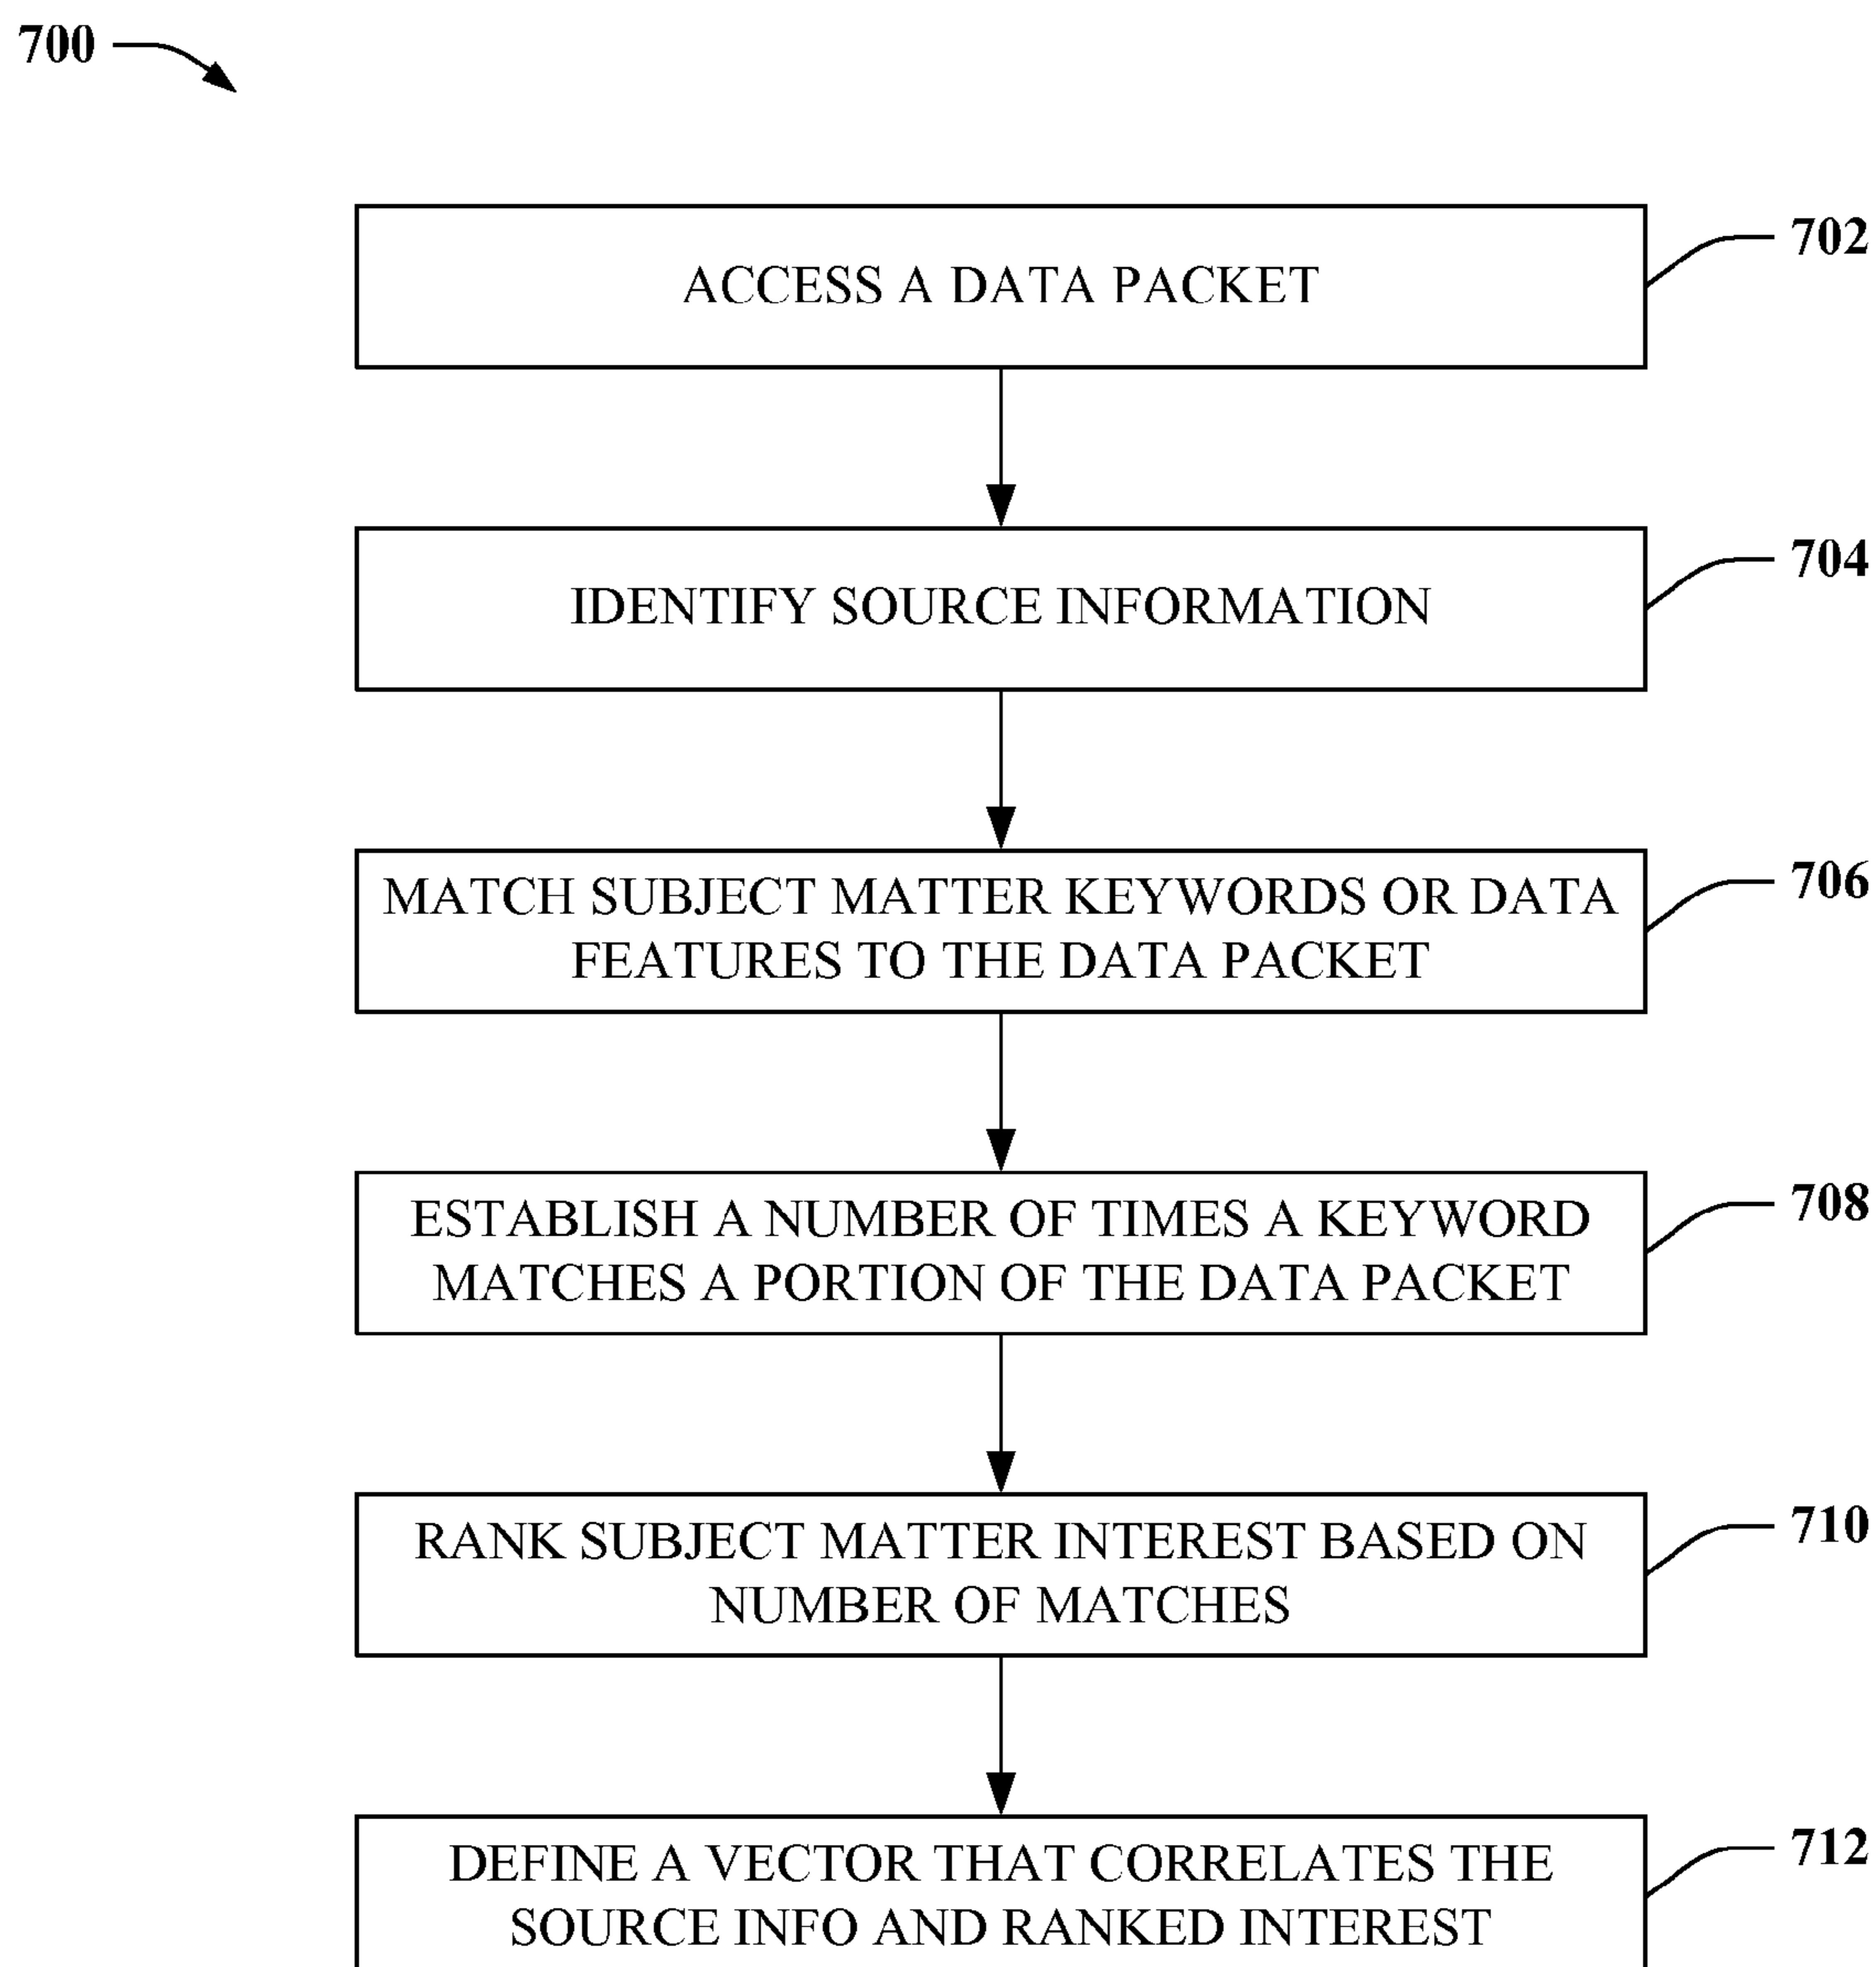 700
ACCESS A DATA PACKET
702
IDENTIFY SOURCE INFORMATION
704
MATCH SUBJECT MATTER KEYWORDS OR DATA
FEATURES TO THE DATA PACKET
706
ESTABLISH A NUMBER OF TIMES A KEYWORD
MATCHES A PORTION OF THE DATA PACKET
708
RANK SUBJECT MATTER INTEREST BASED ON
NUMBER OF MATCHES
710
DEFINE A VECTOR THAT CORRELATES THE
SOURCE INFO AND RANKED INTEREST
712